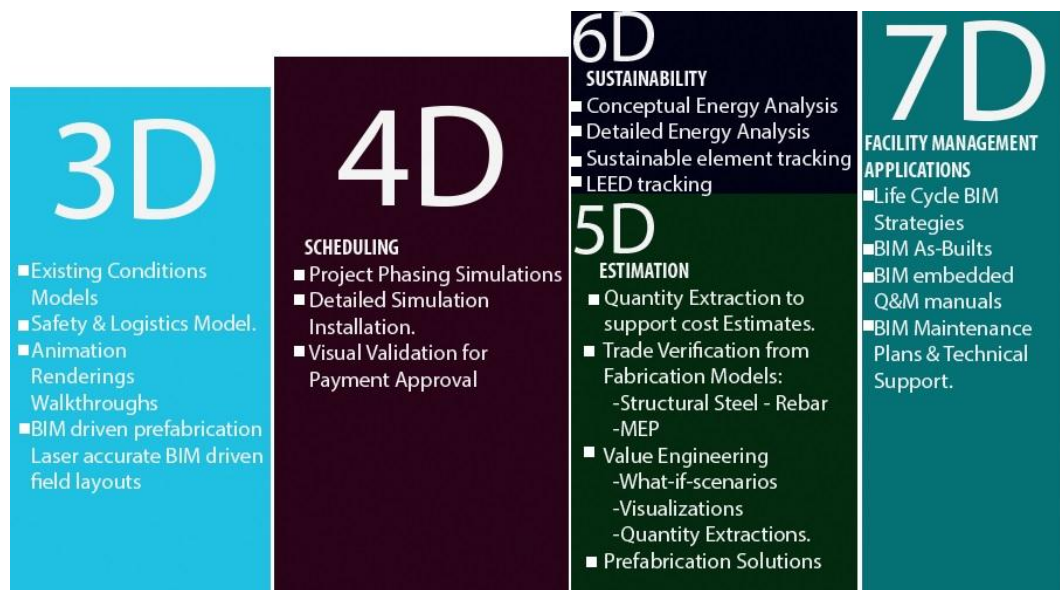 3D
■Existing Conditions
Models
■Safety & Logistics Model.
■Animation
Renderings
Walkthroughs
■BIM driven prefabrication
Laser accurate BIM driven
field layouts
4D
SCHEDULING
■Project Phasing Simulations
■Detailed Simulation
Installation.
■Visual Validation for
Payment Approval
6D
SUSTAINABILITY
■Conceptual Energy Analysis
■Detailed Energy Analysis
■Sustainable element tracking
■LEED tracking
5D
ESTIMATION
■Quantity Extraction to
support cost Estimates.
■Trade Verification from
Fabrication Models:
-Structural Steel - Rebar
-MEP
■Value Engineering
-What-if-scenarios
-Visualizations
-Quantity Extractions.
■Prefabrication Solutions
7D
FACILITY MANAGEMENT
APPLICATIONS
■Life Cycle BIM
Strategies
■BIM As-Builts
■BIM embedded
Q&M manuals
■BIM Maintenance
Plans & Technical
Support.